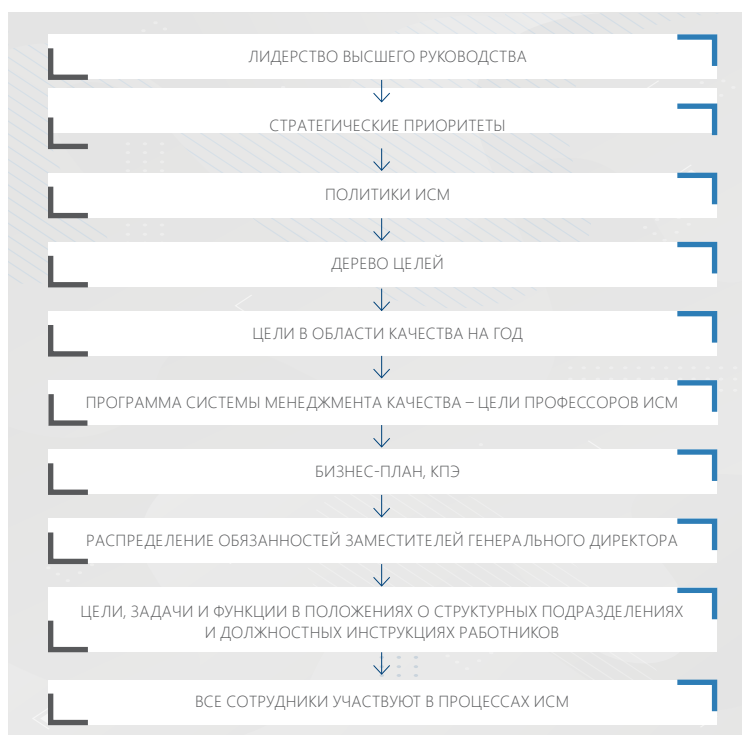 ЛИДЕРСТВО ВЫСШЕГО РУКОВОДСТВА
СТРАТЕГИЧЕСКИЕ ПРИОРИТЕТЫ
ПОЛИТИКИ ИСМ
ДЕРЕВО ЦЕЛЕЙ
ЦЕЛИ В ОБЛАСТИ КАЧЕСТВА НА ГОД
ПРОГРАММА СИСТЕМЫ МЕНЕДЖМЕНТА КАЧЕСТВА – ЦЕЛИ ПРОФЕССОРОВ ИСМ
БИЗНЕС-ПЛАН, КПЭ
РАСПРЕДЕЛЕНИЕ ОБЯЗАННОСТЕЙ ЗАМЕСТИТЕЛЕЙ ГЕНЕРАЛЬНОГО ДИРЕКТОРА
ЦЕЛИ, ЗАДАЧИ И ФУНКЦИИ В ПОЛОЖЕНИЯХ О СТРУКТУРНЫХ ПОДРАЗДЕЛЕНИЯХ
И ДОЛЖНОСТНЫХ ИНСТРУКЦИЯХ РАБОТНИКОВ
ВСЕ СОТРУДНИКИ УЧАСТВУЮТ В ПРОЦЕССАХ ИСМ